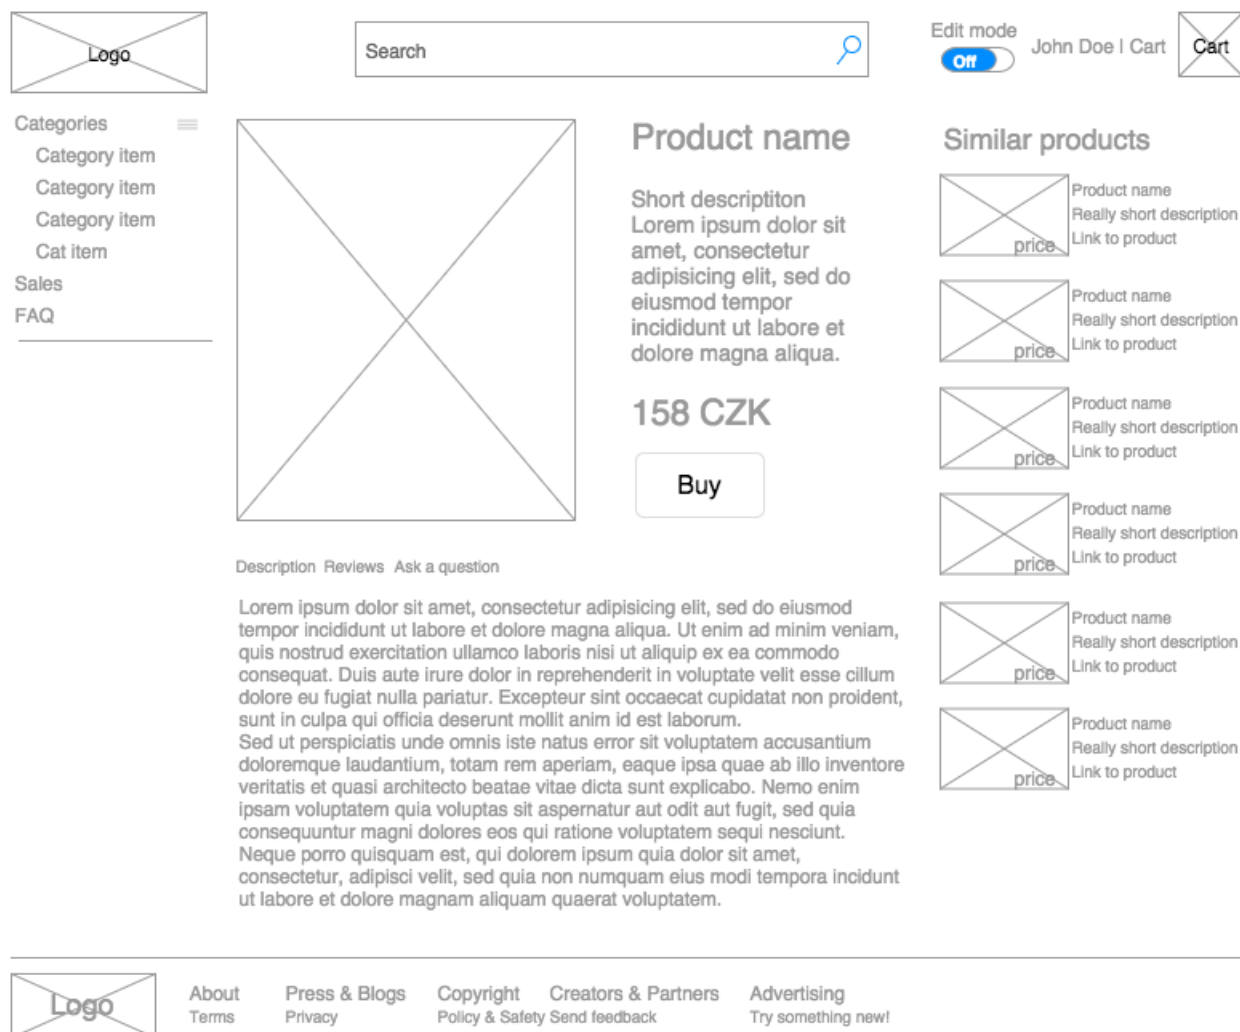 Logo
Search
Edit mode
Off
John Doe | Cart
Cart
Categories
Category item
Category item
Category item
Cat item
Sales
FAQ
Product name
Short descriptiton
Lorem ipsum dolor sit
amet, consectetur
adipisicing elit, sed do
eiusmod tempor
incididunt ut labore et
dolore magna aliqua.
158 CZK
Buy
Similar products
price
Product name
Really short description
Link to product
price
Product name
Really short description
Link to product
price
Product name
Really short description
Link to product
price
Product name
Really short description
Link to product
price
Product name
Really short description
Link to product
price
Product name
Really short description
Link to product
Description Reviews Ask a question
Lorem ipsum dolor sit amet, consectetur adipisicing elit, sed do eiusmod
tempor incididunt ut labore et dolore magna aliqua. Ut enim ad minim veniam,
quis nostrud exercitation ullamco laboris nisi ut aliquip ex ea commodo
consequat. Duis aute irure dolor in reprehenderit in voluptate velit esse cillum
dolore eu fugiat nulla pariatur. Excepteur sint occaecat cupidatat non proident,
sunt in culpa qui officia deserunt mollit anim id est laborum.
Sed ut perspiciatis unde omnis iste natus error sit voluptatem accusantium
doloremque laudantium, totam rem aperiam, eaque ipsa quae ab illo inventore
veritatis et quasi architecto beatae vitae dicta sunt explicabo. Nemo enim
ipsam voluptatem quia voluptas sit aspernatur aut odit aut fugit, sed quia
consequuntur magni dolores eos qui ratione voluptatem sequi nesciunt.
Neque porro quisquam est, qui dolorem ipsum quia dolor sit amet,
consectetur, adipisci velit, sed quia non numquam eius modi tempora incidunt
ut labore et dolore magnam aliquam quaerat voluptatem.
Logo
About Press & Blogs Copyright Creators & Partners Advertising
Terms Privacy Policy & Safety Send feedback Try something new!